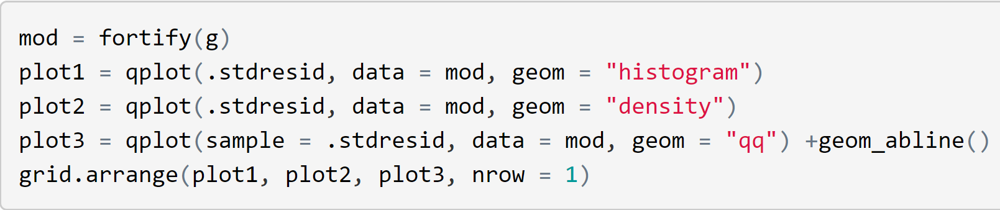 mod = fortify(g)
plot1 = qplot(.stdresid, data = mod, geom = "histogram")
plot2 = qplot(.stdresid, data = mod, geom = "density")
plot3 = qplot(sample = .stdresid, data = mod, geom = "qq") +geom_abline()
grid.arrange(plot1, plot2, plot3, nrow = 1)